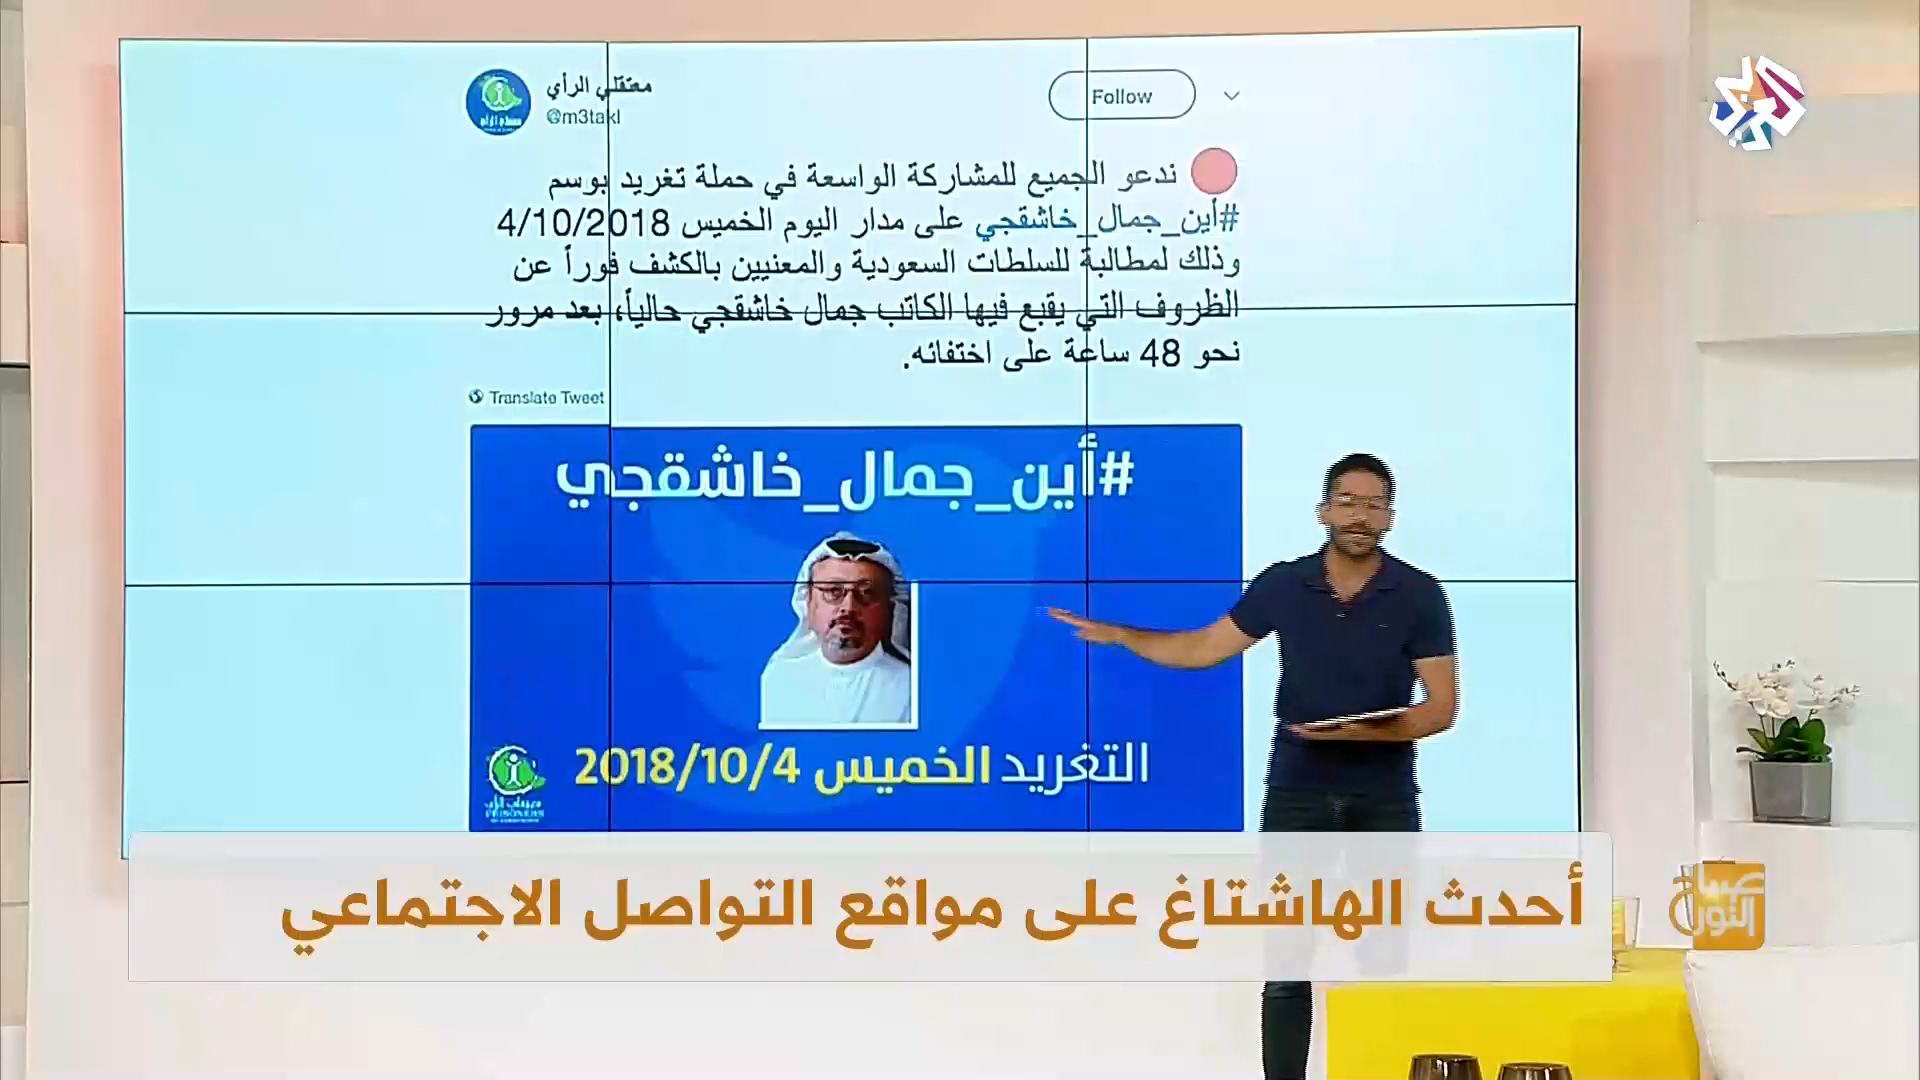 معتقلي الرأي
@m3takl
Follow
ندعو الجميع للمشاركة الواسعة في حملة تغريد بوسم
#أين_جمال_خاشقجي على مدار اليوم الخميس 4/10/2018
وذلك لمطالبة للسلطات السعودية والمعنيين بالكشف فوراً عن
الظروف التي يقبع فيها الكاتب جمال خاشقجي حالياً، بعد مرور
نحو 48 ساعة على اختفائه.
Translate Tweet
#أين_جمال_خاشقجي
التغريد الخميس 2018/10/4
معتقلي الرأي
PRISONERS
أحدث الهاشتاغ على مواقع التواصل الاجتماعي
صباح
النور